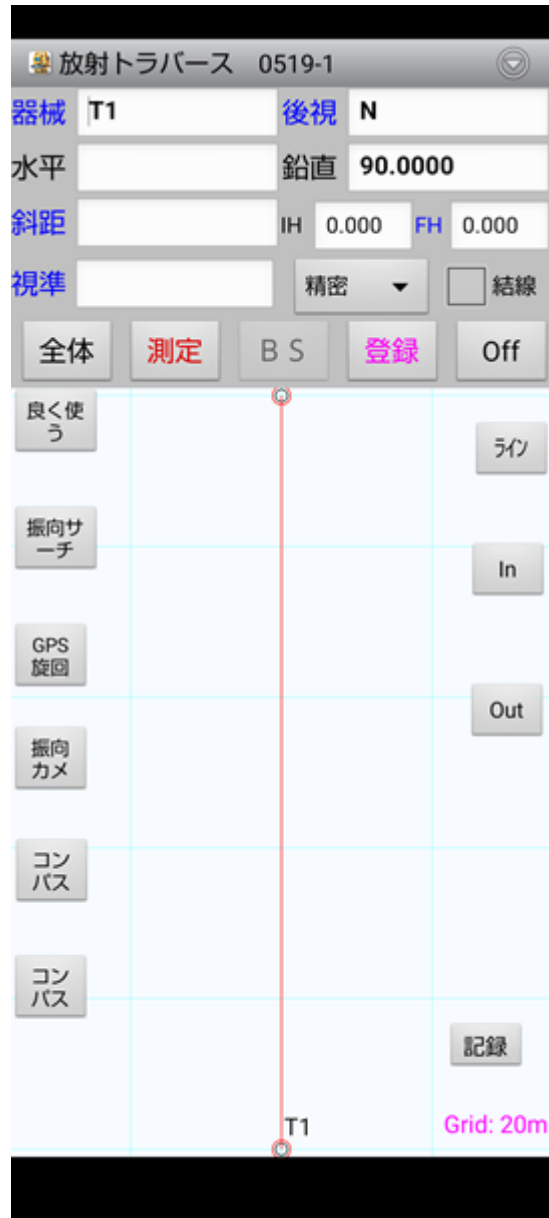 放射トラバース 0519-1
器械 T1 後視 N
水平 鉛直 90.0000
斜距 IH 0.000 FH 0.000
視準 精密 結線
全体 測定 BS 登録 Off
良く使
う
ライン
振向サ
ーチ
In
GPS
旋回
Out
振向
カメ
コン
パス
コン
パス
記録
T1 Grid: 20m